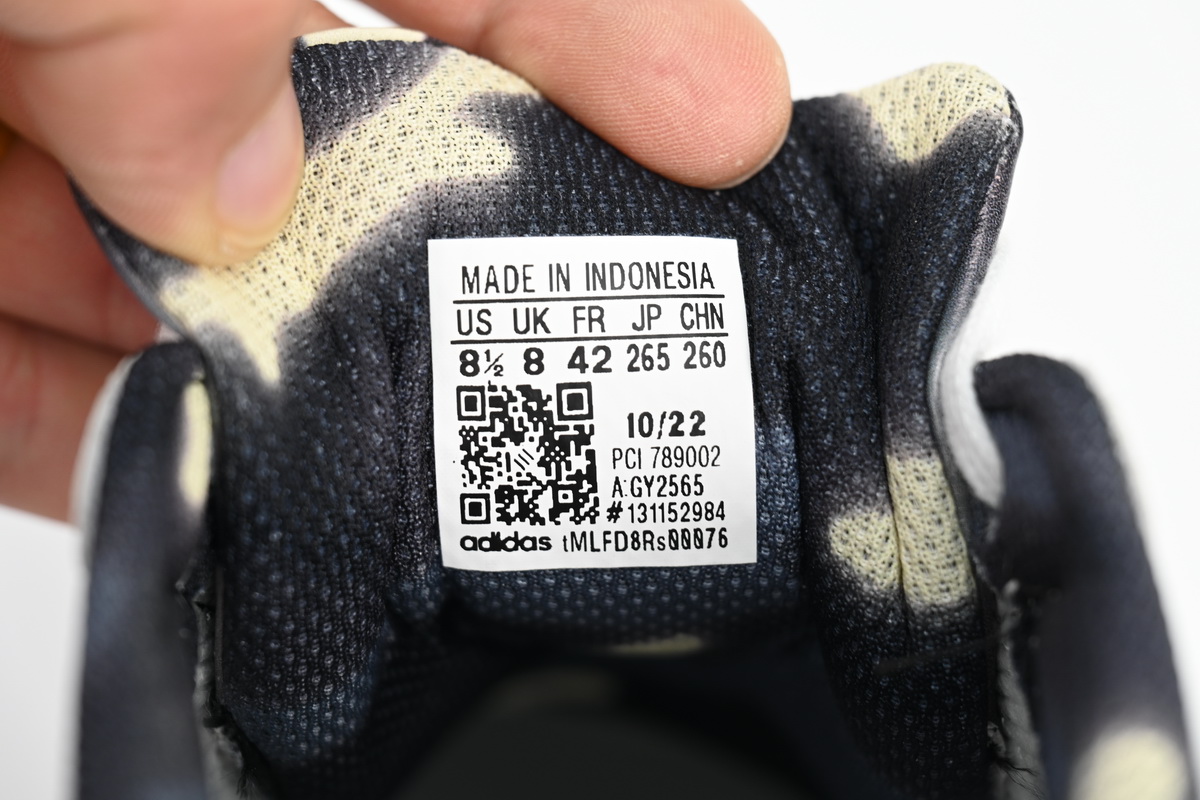 MADE IN INDONESIA
US UK FR JP CHN
8½ 8 42 265 260
10/22
PCI 789002
A:GY2565
#131152984
adidas tMLFD8Rs00076